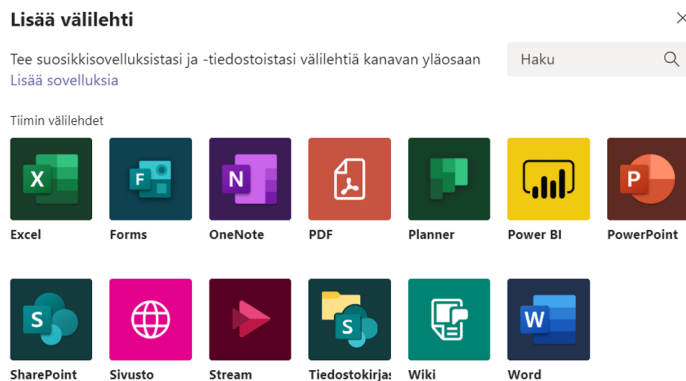 Lisää välilehti
Tee suosikkisovelluksistasi ja -tiedostoistasi välilehtiä kanavan yläosaan
Haku
Lisää sovelluksia
Tiimin välilehdet
X
F
N
P
Excel
Forms
OneNote
PDF
Planner
Power BI
PowerPoint
S
S
W
SharePoint
Sivusto
Stream
Tiedostokirjas
Wiki
Word